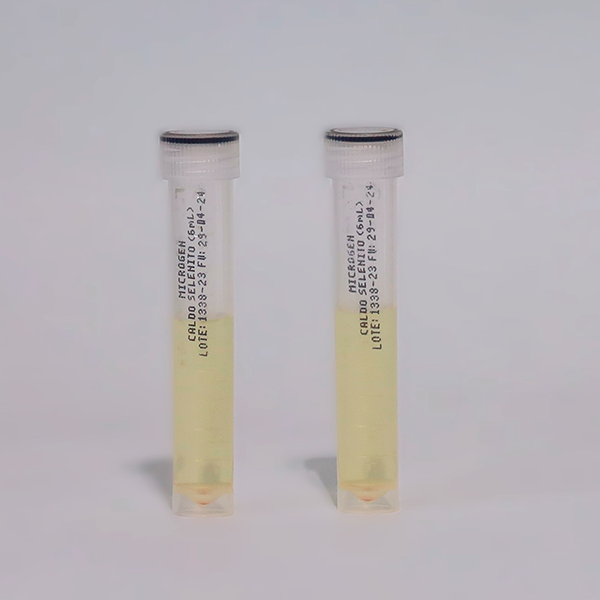 MICROGEN
CALDO SELENITO (6mL)
LOTE: 1338-23 FV: 29-04-24
MICROGEN
CALDO SELENITO (6mL)
LOTE: 1338-23 FV: 29-04-24